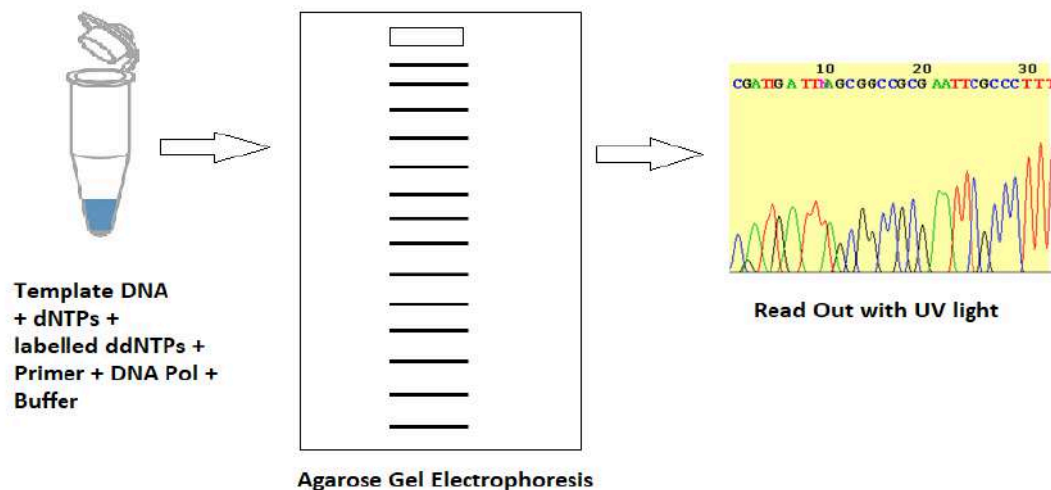 10 20 30
CGATIGATTNAGCGGCCGCGAATTCGCCCTTT
Template DNA
+ dNTPs +
labelled ddNTPs +
Primer + DNA Pol +
Buffer
Read Out with UV light
Agarose Gel Electrophoresis